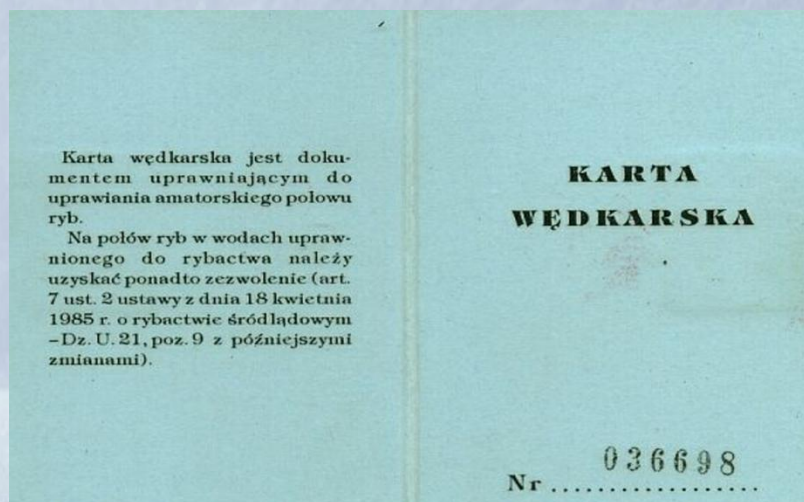 Karta wędkarska jest doku-
mentem uprawniającym do
uprawiania amatorskiego połowu
ryb.
Na połów ryb w wodach upraw-
nionego do rybactwa należy
uzyskać ponadto zezwolenie (art.
7 ust. 2 ustawy z dnia 18 kwietnia
1985 r. o rybactwie śródlądowym
–Dz. U. 21, poz. 9 z późniejszymi
zmianami).
KARTA
WĘDKARSKA
Nr 036698